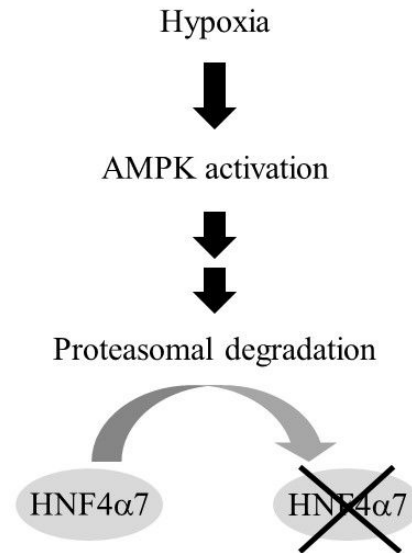 Hypoxia
AMPK activation
Proteasomal degradation
HNF4α7 HNF4α7